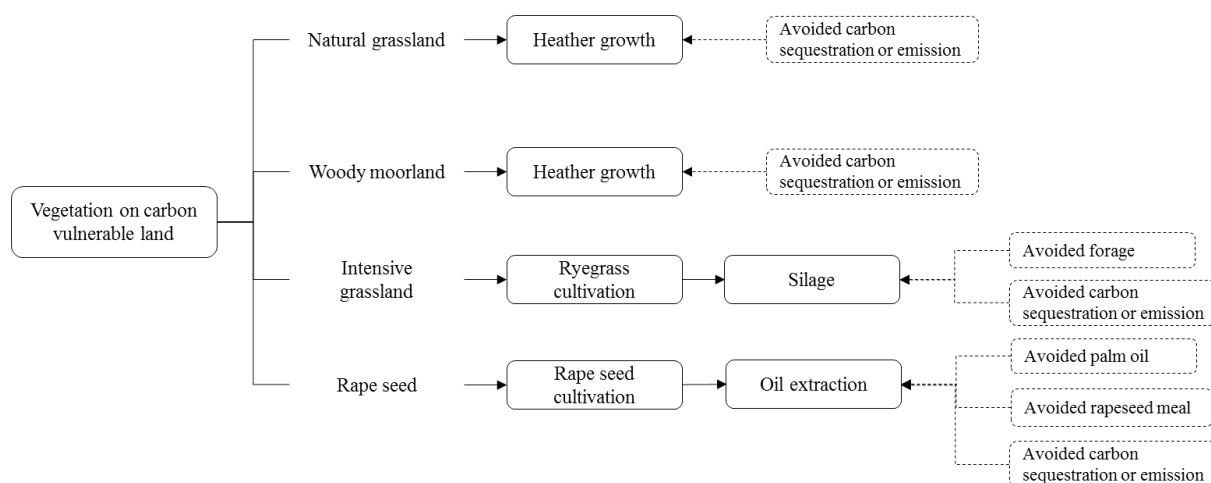 Natural grassland
Heather growth
Avoided carbon
sequestration or emission
Woody moorland
Heather growth
Avoided carbon
sequestration or emission
Vegetation on carbon
vulnerable land
Intensive
grassland
Ryegrass
cultivation
Silage
Avoided forage
Avoided carbon
sequestration or emission
Rape seed
Rape seed
cultivation
Oil extraction
Avoided palm oil
Avoided rapeseed meal
Avoided carbon
sequestration or emission